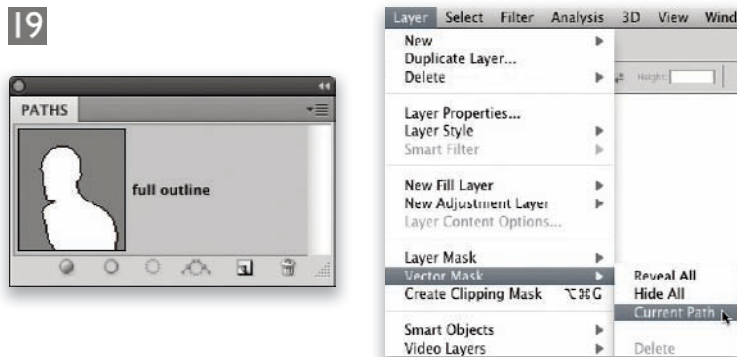 19
PATHS
full outline
Layer Select Filter Analysis 3D View Wind
New
Duplicate Layer...
Delete
Height:
Layer Properties...
Layer Style
Smart Filter
New Fill Layer
New Adjustment Layer
Layer Content Options...
Layer Mask
Vector Mask
Create Clipping Mask ⌥⌘G
Smart Objects
Video Layers
Reveal All
Hide All
Current Path
Delete